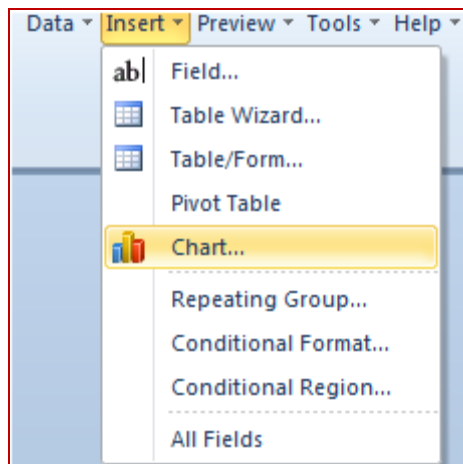 Data Insert Preview Tools Help
ab Field...
Table Wizard...
Table/Form...
Pivot Table
Chart...
Repeating Group...
Conditional Format...
Conditional Region...
All Fields